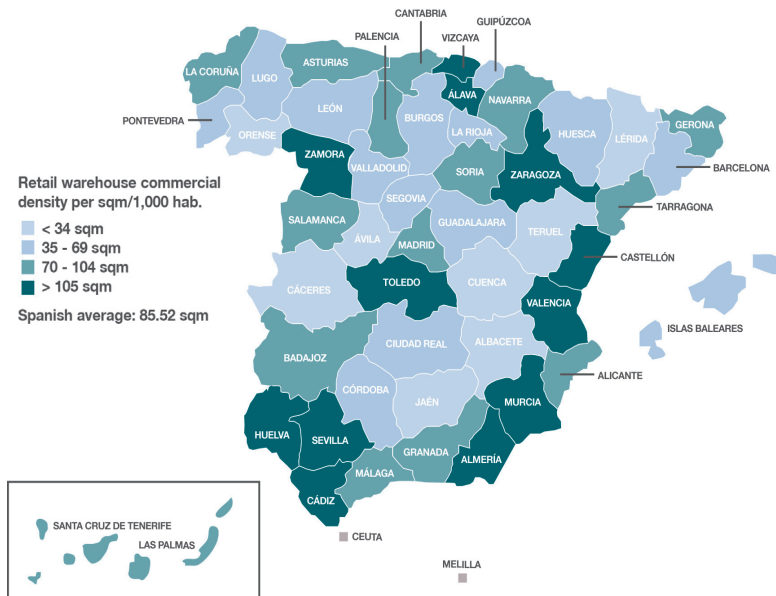 CANTABRIA
GUIPÚZCOA
PALENCIA
VIZCAYA
LA CORUÑA
LUGO
ASTURIAS
ÁLAVA
NAVARRA
PONTEVEDRA
ORENSE
LEÓN
BURGOS
LA RIOJA
HUESCA
LÉRIDA
GERONA
ZAMORA
VALLADOLID
SORIA
ZARAGOZA
BARCELONA
Retail warehouse commercial
density per sqm/1,000 hab.
< 34 sqm
35 - 69 sqm
70 - 104 sqm
> 105 sqm
Spanish average: 85.52 sqm
SEGOVIA
TARRAGONA
SALAMANCA
ÁVILA
MADRID
GUADALAJARA
TERUEL
CASTELLÓN
CÁCERES
TOLEDO
CUENCA
VALENCIA
ISLAS BALEARES
BADAJOZ
CIUDAD REAL
ALBACETE
ALICANTE
CÓRDOBA
JAÉN
MURCIA
HUELVA
SEVILLA
GRANADA
ALMERÍA
MÁLAGA
CÁDIZ
SANTA CRUZ DE TENERIFE
LAS PALMAS
CEUTA
MELILLA